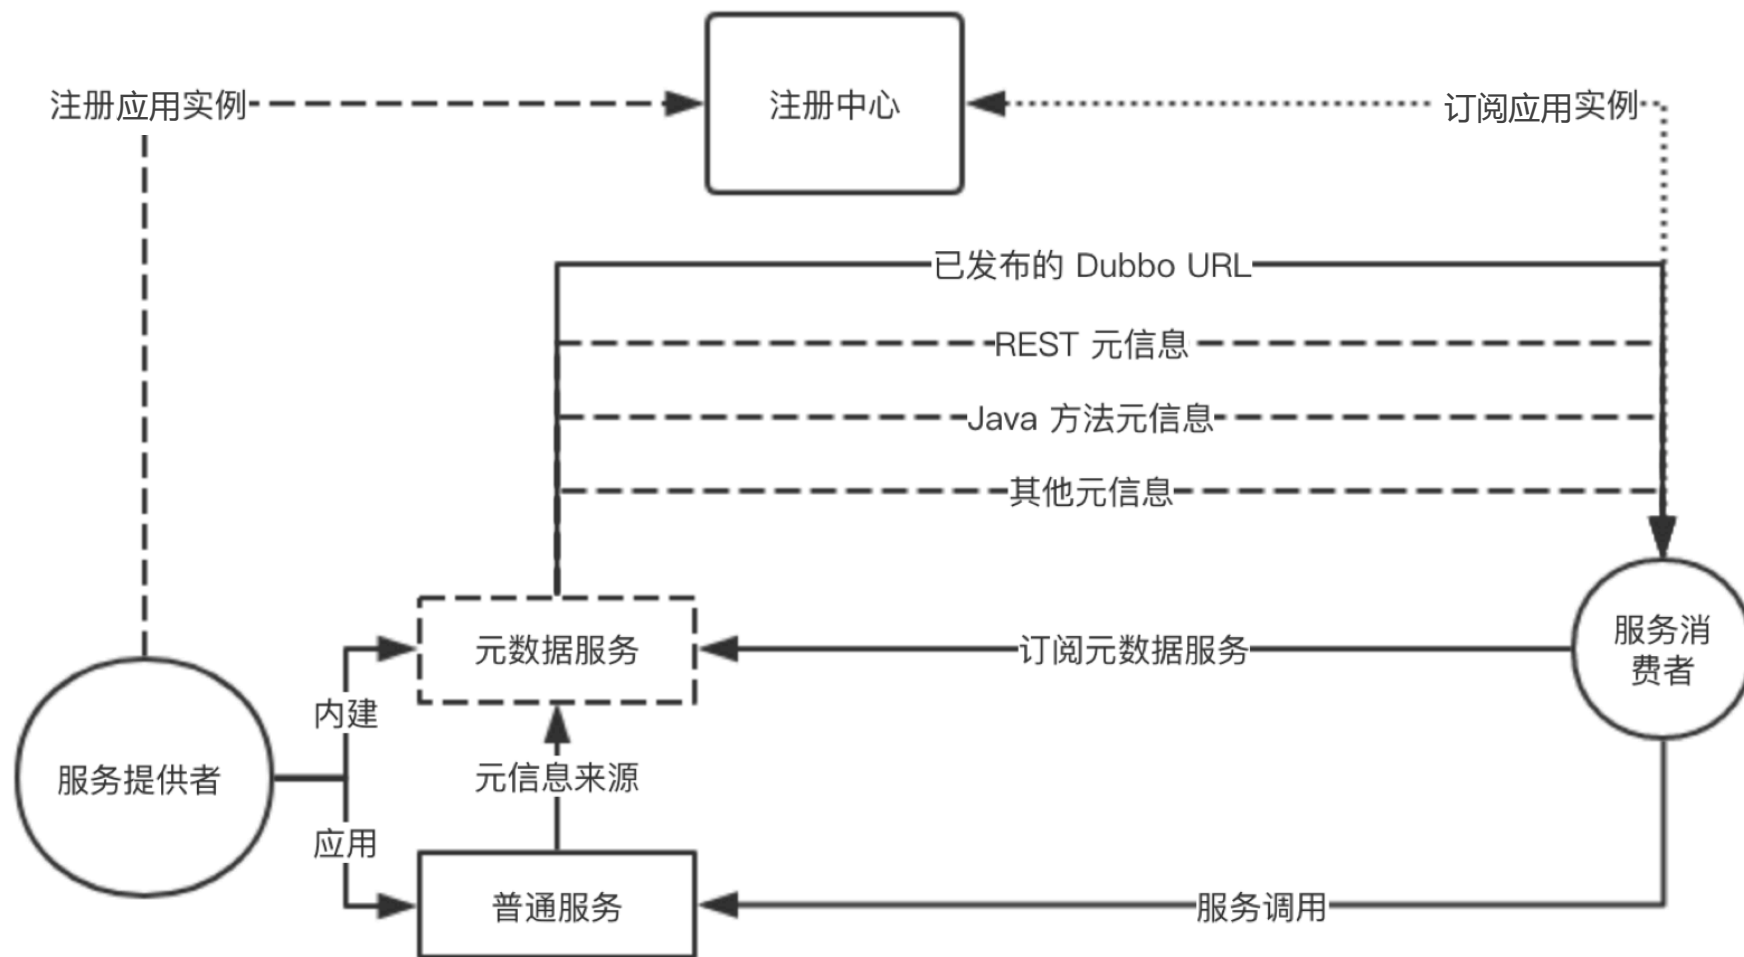 注册应用实例
注册中心
订阅应用实例
已发布的 Dubbo URL
REST 元信息
Java 方法元信息
其他元信息
元数据服务
订阅元数据服务
服务消
费者
内建
服务提供者
元信息来源
应用
普通服务
服务调用